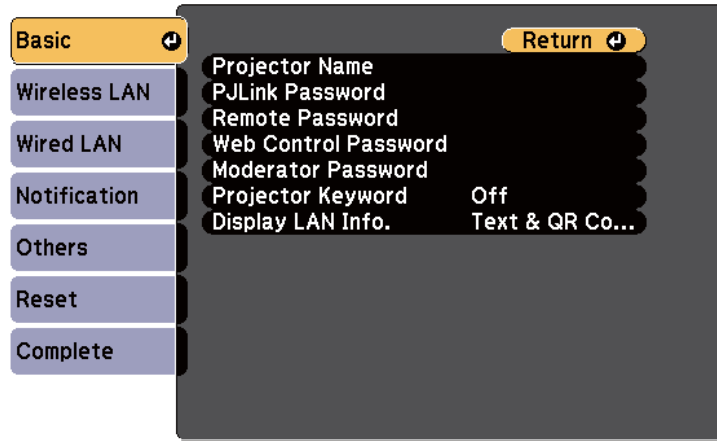 Basic
Wireless LAN
Wired LAN
Notification
Others
Reset
Complete
Return
Projector Name
PJLink Password
Remote Password
Web Control Password
Moderator Password
Projector Keyword Off
Display LAN Info. Text & QR Co...